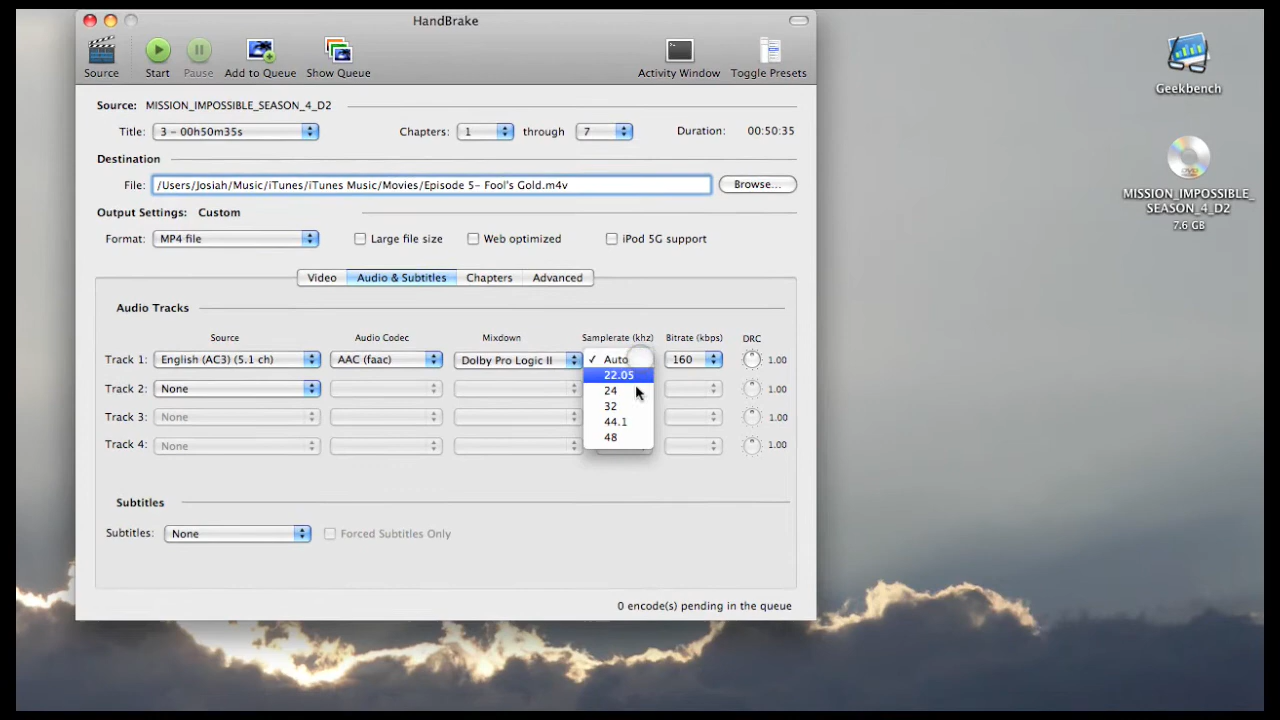 HandBrake
Source Start Pause Add to Queue Show Queue Activity Window Toggle Presets
Source: MISSION_IMPOSSIBLE_SEASON_4_D2
Title: 3 - 00h50m35s Chapters: 1 through 7 Duration: 00:50:35
Destination
File: /Users/Josiah/Music/iTunes/iTunes Music/Movies/Episode 5- Fool's Gold.m4v Browse...
Output Settings: Custom
Format: MP4 file Large file size Web optimized iPod 5G support
Video Audio & Subtitles Chapters Advanced
Audio Tracks
Source Audio Codec Mixdown Samplerate (khz) Bitrate (kbps) DRC
Track 1: English (AC3) (5.1 ch) AAC (faac) Dolby Pro Logic II ✓ Auto 160 1.00
22.05
Track 2: None 24 1.00
32
Track 3: None 44.1 1.00
48
Track 4: None 1.00
Subtitles
Subtitles: None Forced Subtitles Only
0 encode(s) pending in the queue
Geekbench
DVD
MISSION_IMPOSSIBLE_
SEASON_4_D2
7.6 GB